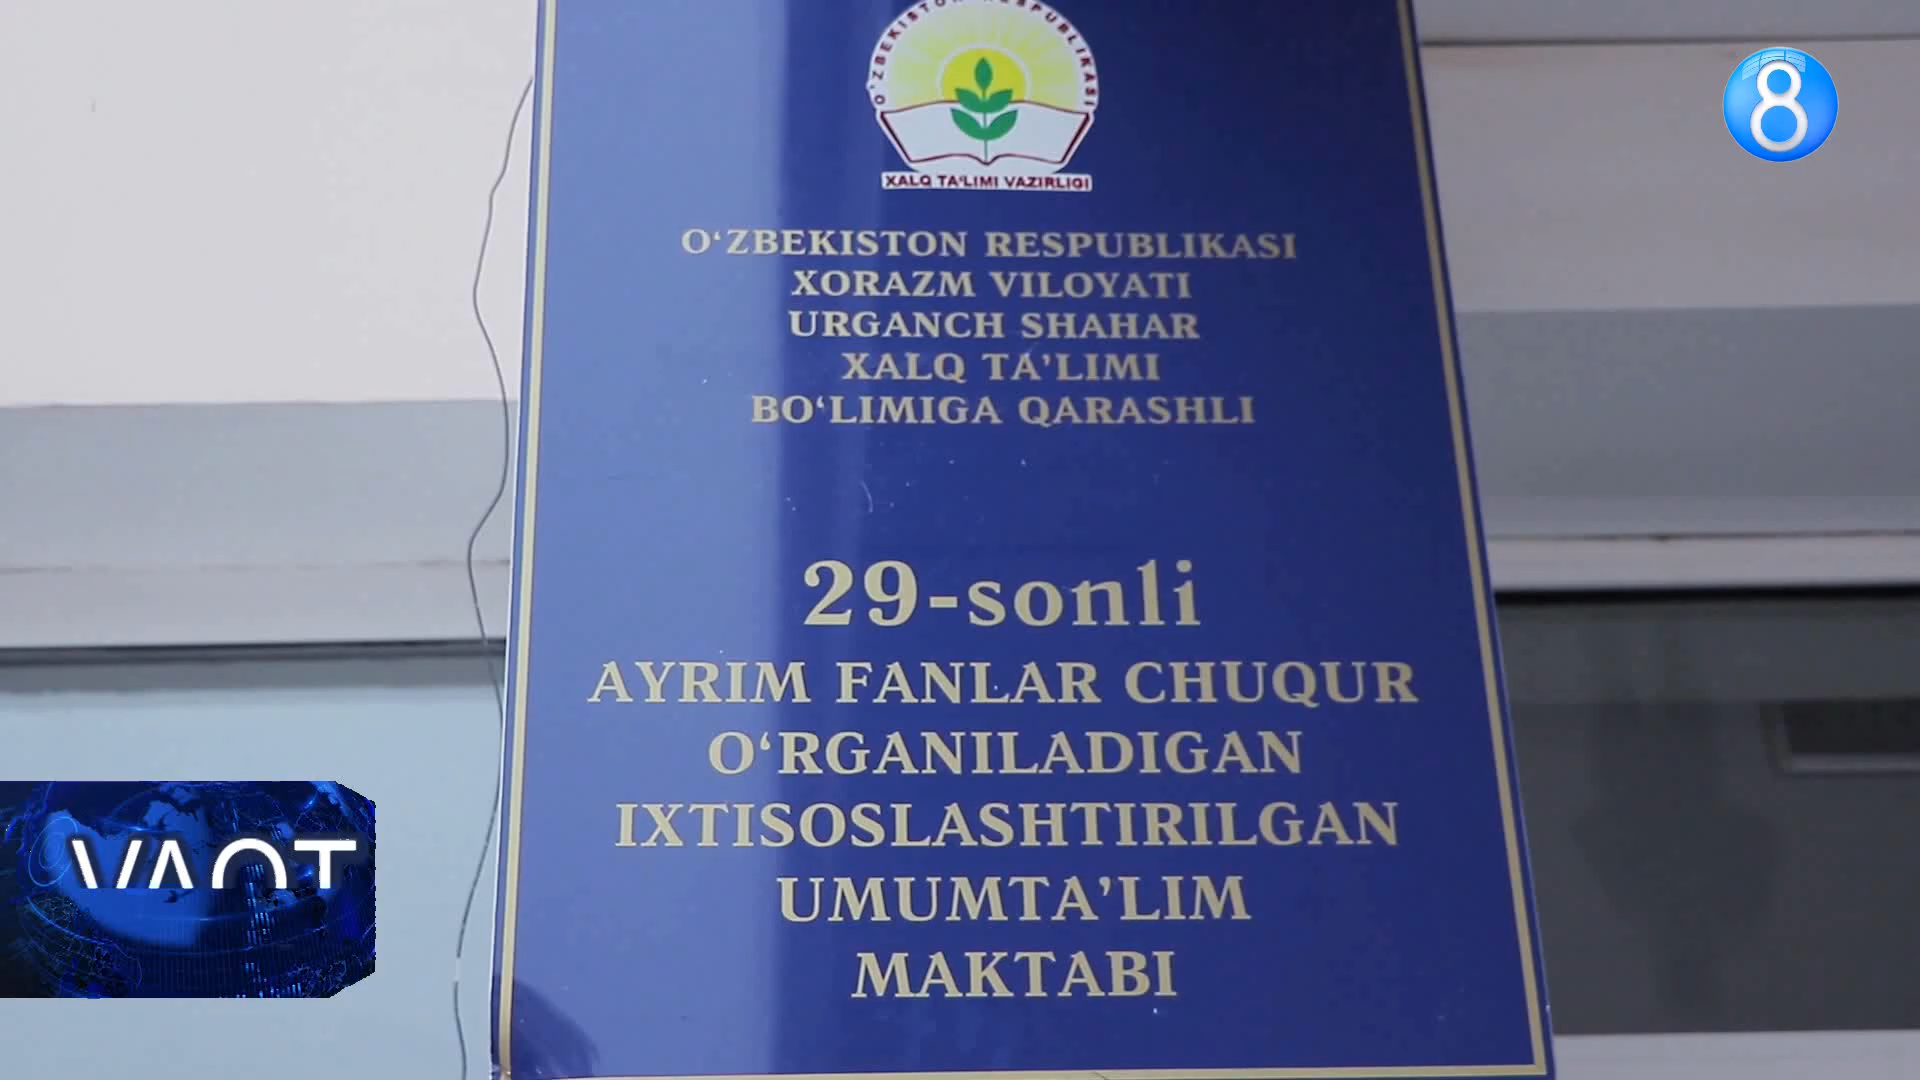 O‘ZBEKISTON RESPUBLIKASI
8
XALQ TA‘LIMI VAZIRLIGI
O‘ZBEKISTON RESPUBLIKASI
XORAZM VILOYATI
URGANCH SHAHAR
XALQ TA’LIMI
BO‘LIMIGA QARASHLI
29-sonli
AYRIM FANLAR CHUQUR
O‘RGANILADIGAN
IXTISOSLASHTIRILGAN
UMUMTA’LIM
MAKTABI
VAQT